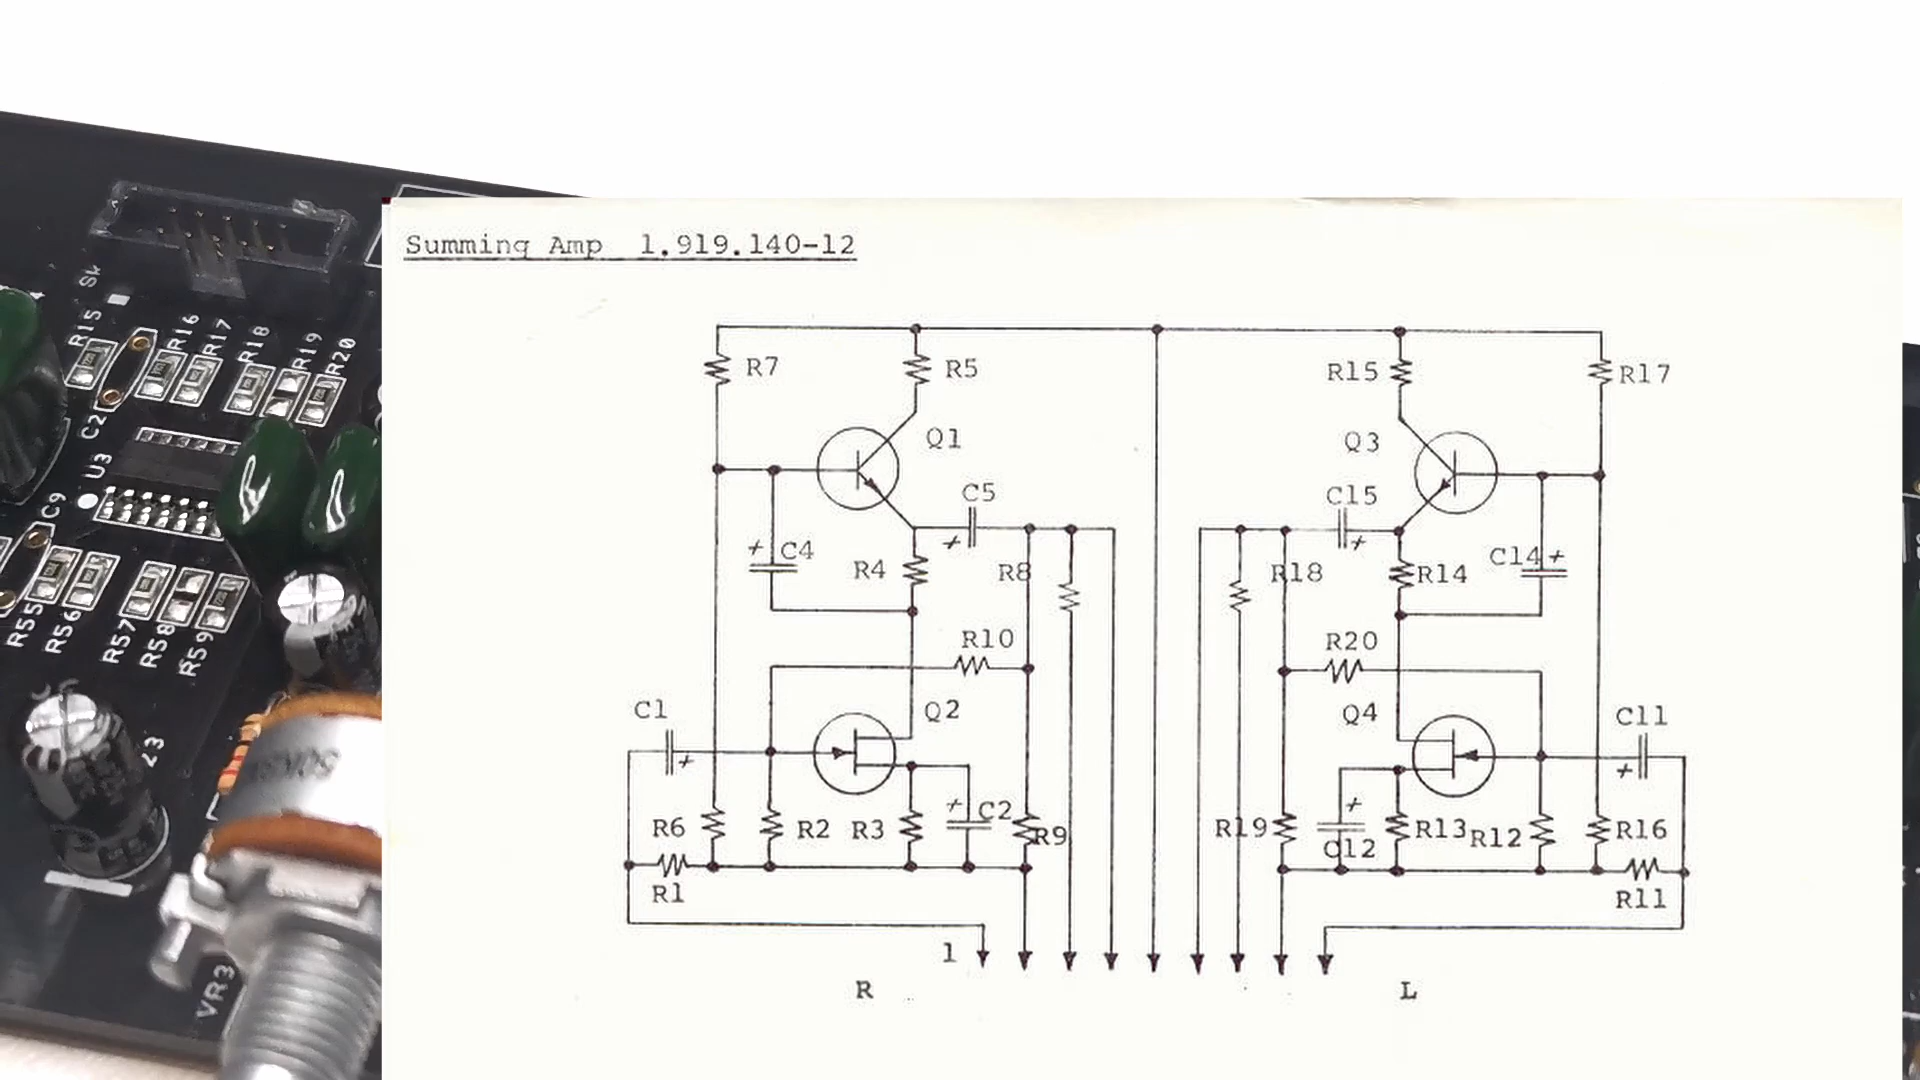 Summing Amp 1.919.140-12
R7
R5
R15
R17
Q1
Q3
C5
C15
+
+
+ C4
R4
R8
R18
R14
C14 +
R10
R20
C1
Q2
Q4
C11
+
+
+
+
C2
R6
R2
R3
R9
R19
R13
R12
R16
C12
R1
R11
1
R
L
R15
R16
R17
R18
R19
R20
C2
U3
C9
R55
R56
R57
R58
R59
VR3